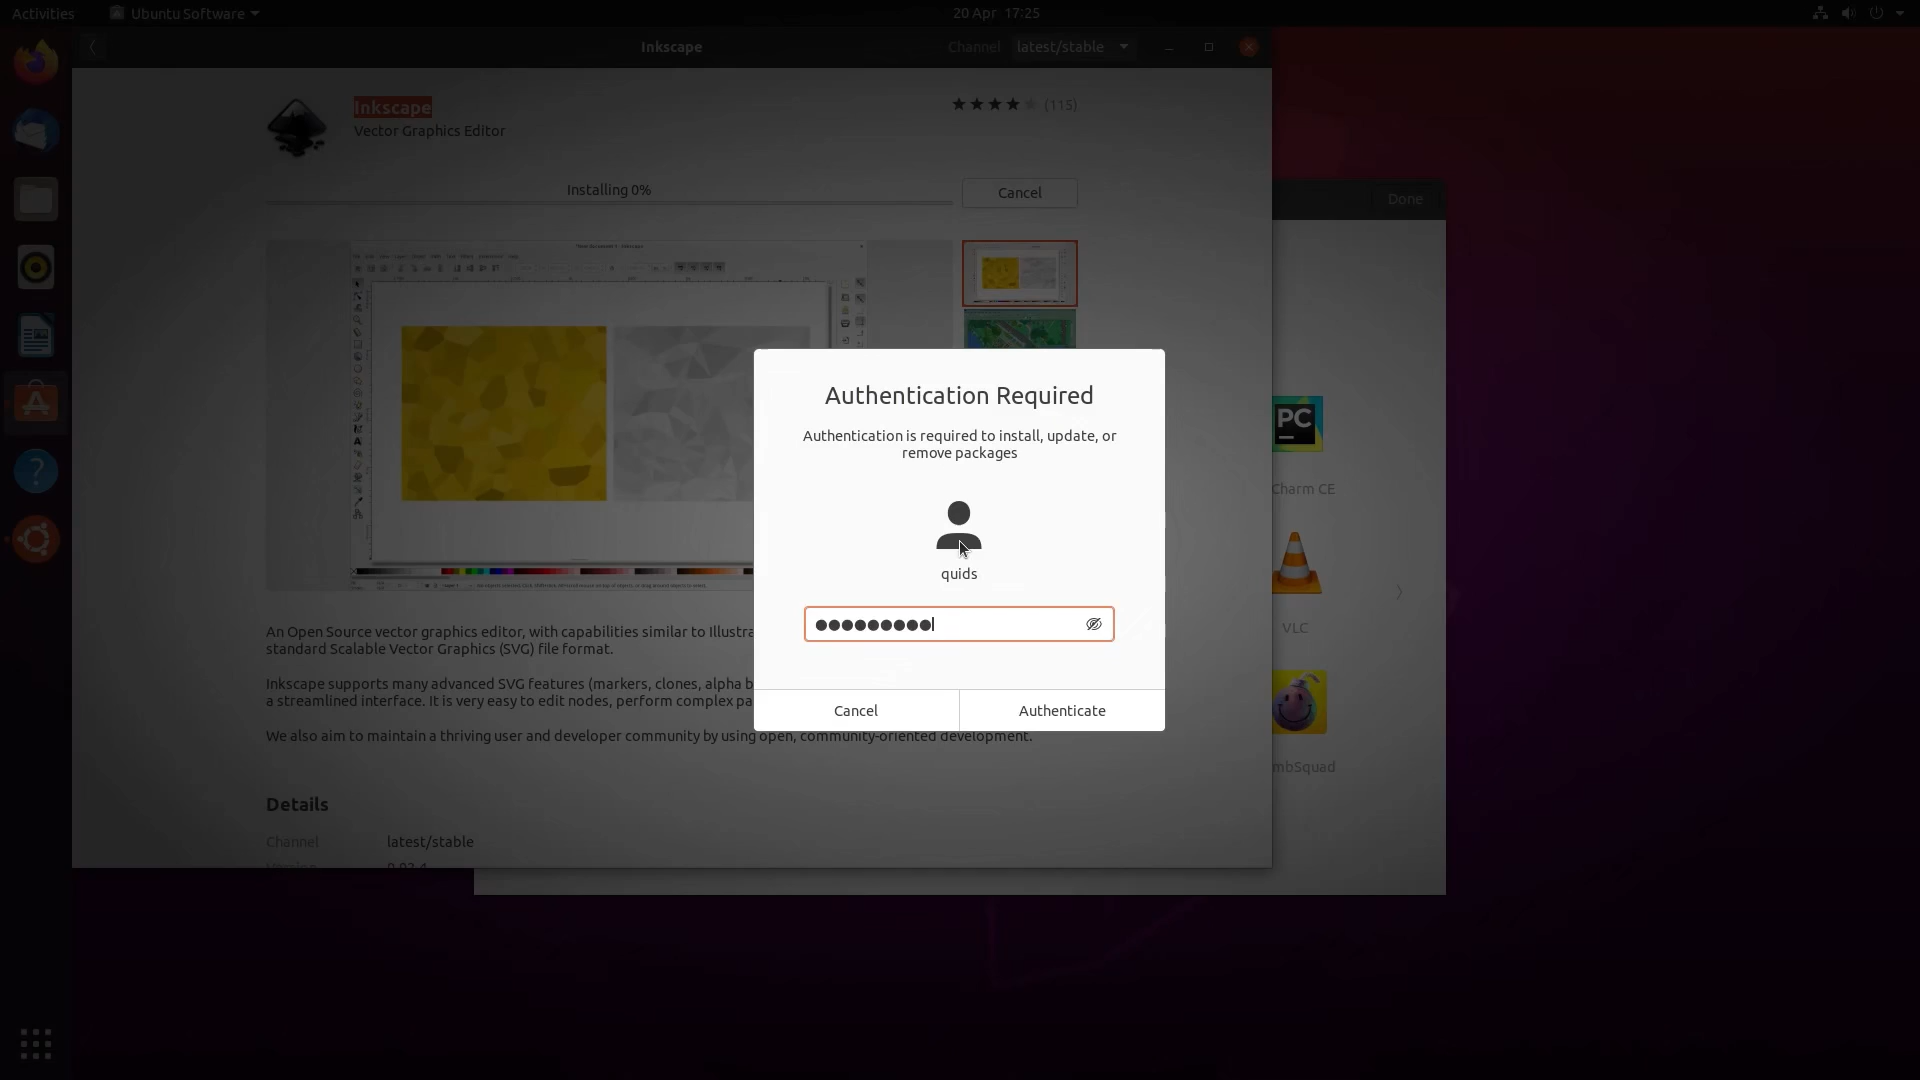 Activities
Ubuntu Software
20 Apr 17:25
Inkscape
Channel
latest/stable
Inkscape
Vector Graphics Editor
(115)
Installing 0%
Cancel
Done
Authentication Required
Authentication is required to install, update, or
remove packages
quids
Cancel
Authenticate
PC
Charm CE
VLC
mbSquad
An Open Source vector graphics editor, with capabilities similar to Illustra
standard Scalable Vector Graphics (SVG) file format.
Inkscape supports many advanced SVG features (markers, clones, alpha b
a streamlined interface. It is very easy to edit nodes, perform complex pa
We also aim to maintain a thriving user and developer community by using open, community-oriented development.
Details
Channel
latest/stable